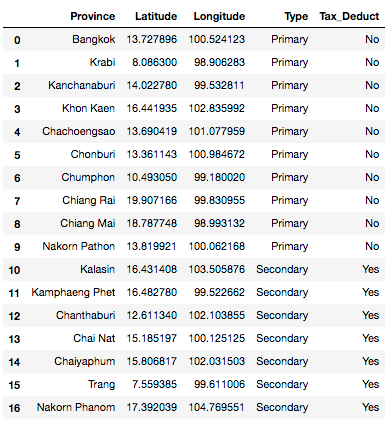 Province Latitude Longitude Type Tax_Deduct
0 Bangkok 13.727896 100.524123 Primary No
1 Krabi 8.086300 98.906283 Primary No
2 Kanchanaburi 14.022780 99.532811 Primary No
3 Khon Kaen 16.441935 102.835992 Primary No
4 Chachoengsao 13.690419 101.077959 Primary No
5 Chonburi 13.361143 100.984672 Primary No
6 Chumphon 10.493050 99.180020 Primary No
7 Chiang Rai 19.907166 99.830955 Primary No
8 Chiang Mai 18.787748 98.993132 Primary No
9 Nakorn Pathon 13.819921 100.062168 Primary No
10 Kalasin 16.431408 103.505876 Secondary Yes
11 Kamphaeng Phet 16.482780 99.522662 Secondary Yes
12 Chanthaburi 12.611340 102.103855 Secondary Yes
13 Chai Nat 15.185197 100.125125 Secondary Yes
14 Chaiyaphum 15.806817 102.031503 Secondary Yes
15 Trang 7.559385 99.611006 Secondary Yes
16 Nakorn Phanom 17.392039 104.769551 Secondary Yes